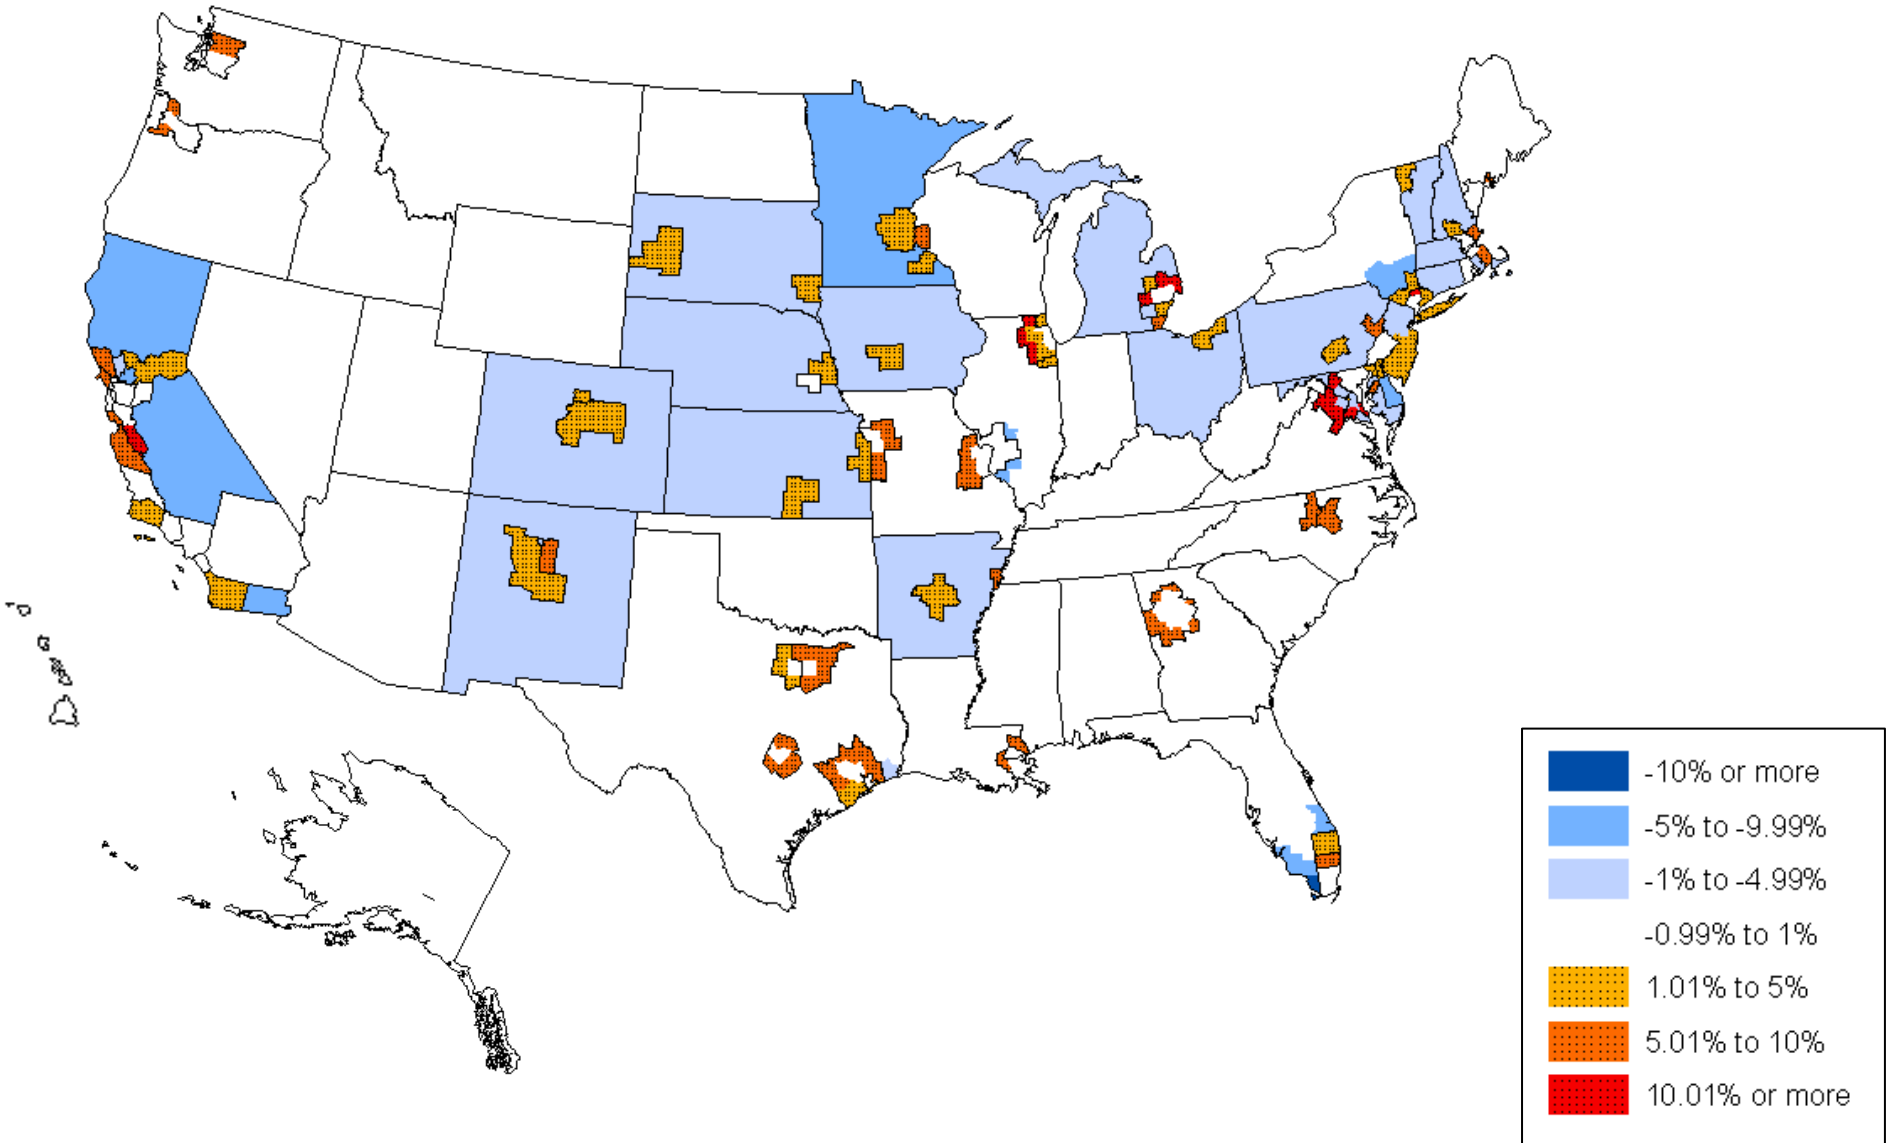 -10% or more
-5% to -9.99%
-1% to -4.99%
-0.99% to 1%
1.01% to 5%
5.01% to 10%
10.01% or more